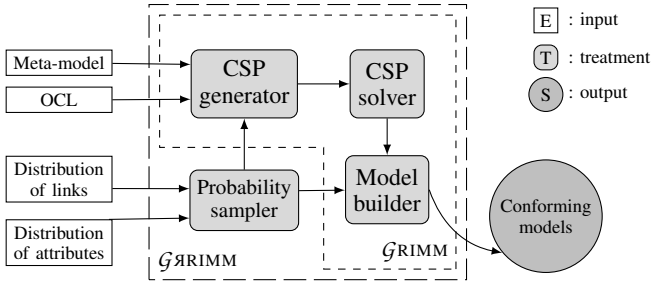 Meta-model
OCL
Distribution
of links
Distribution
of attributes
CSP
generator
CSP
solver
Probability
sampler
Model
builder
GЯRIMM
GRIMM
Conforming
models
E : input
T : treatment
S : output